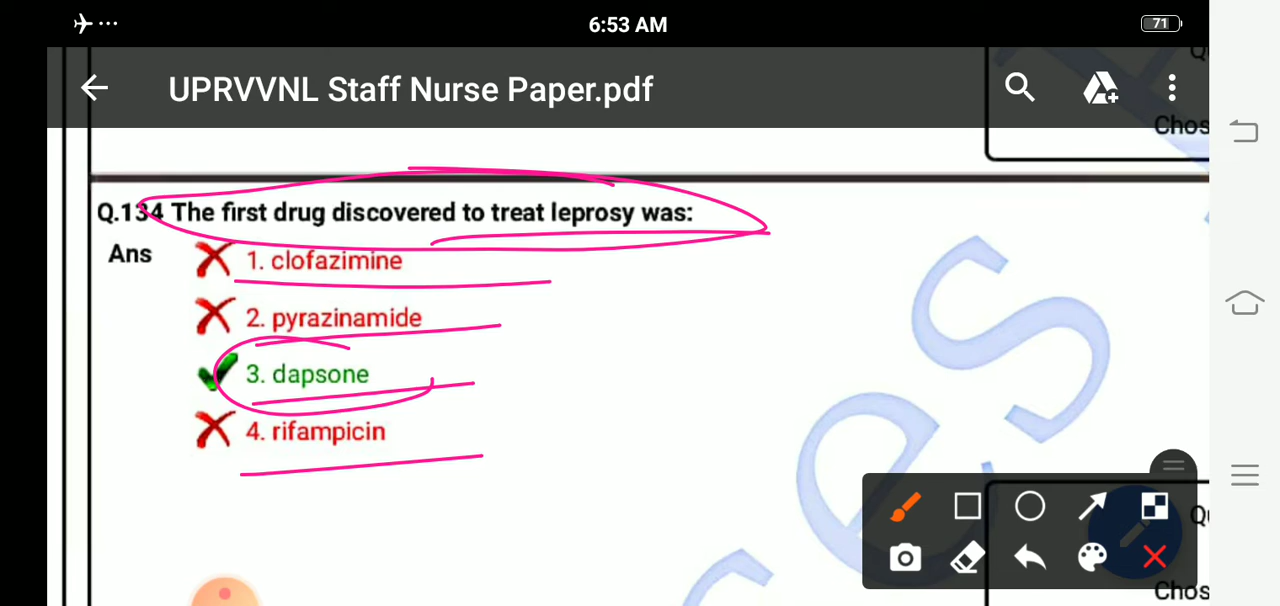 6:53 AM
71
UPRVVNL Staff Nurse Paper.pdf
Chos
Q.134 The first drug discovered to treat leprosy was:
Ans 1. clofazimine
2. pyrazinamide
3. dapsone
4. rifampicin
ces
Chos